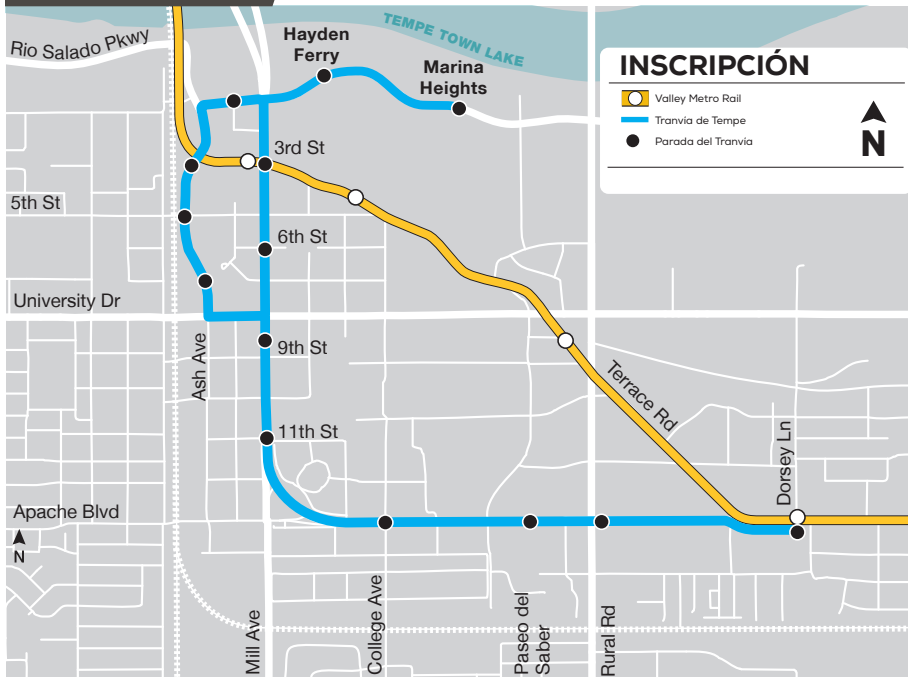 TEMPE TOWN LAKE
Rio Salado Pkwy
Hayden
Ferry
Marina
Heights
INSCRIPCIÓN
Valley Metro Rail
Tranvía de Tempe
Parada del Tranvía
N
3rd St
5th St
6th St
University Dr
9th St
Ash Ave
Terrace Rd
11th St
Dorsey Ln
Apache Blvd
N
Mill Ave
College Ave
Paseo del
Saber
Rural Rd